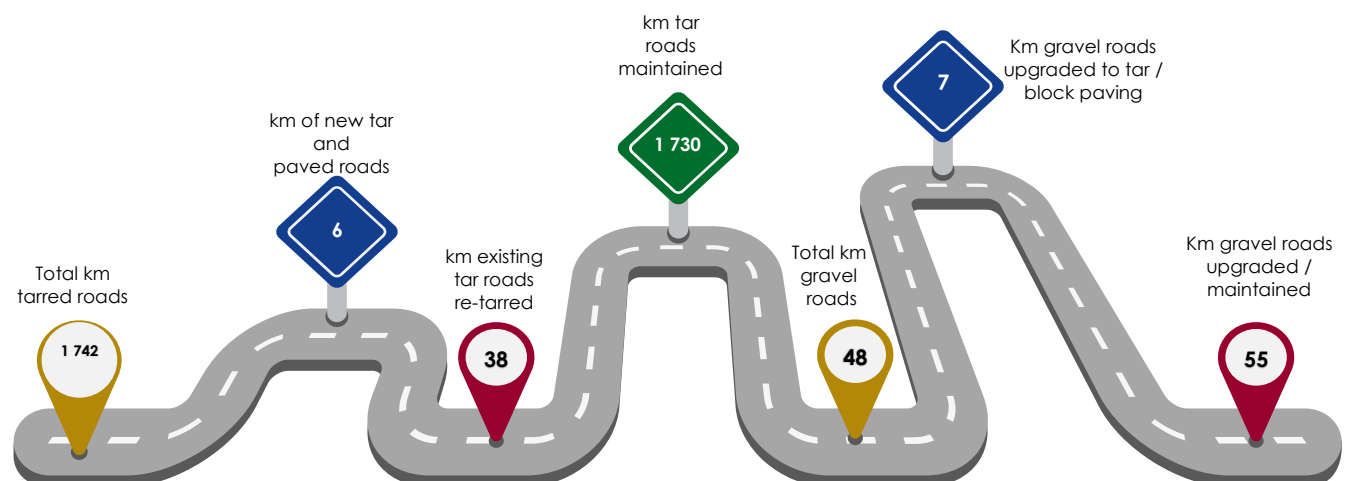 Total km
tarred roads
1 742
km of new tar
and
paved roads
6
km existing
tar roads
re-tarred
38
km tar
roads
maintained
1 730
Total km
gravel
roads
48
Km gravel roads
upgraded to tar /
block paving
7
Km gravel roads
upgraded /
maintained
55